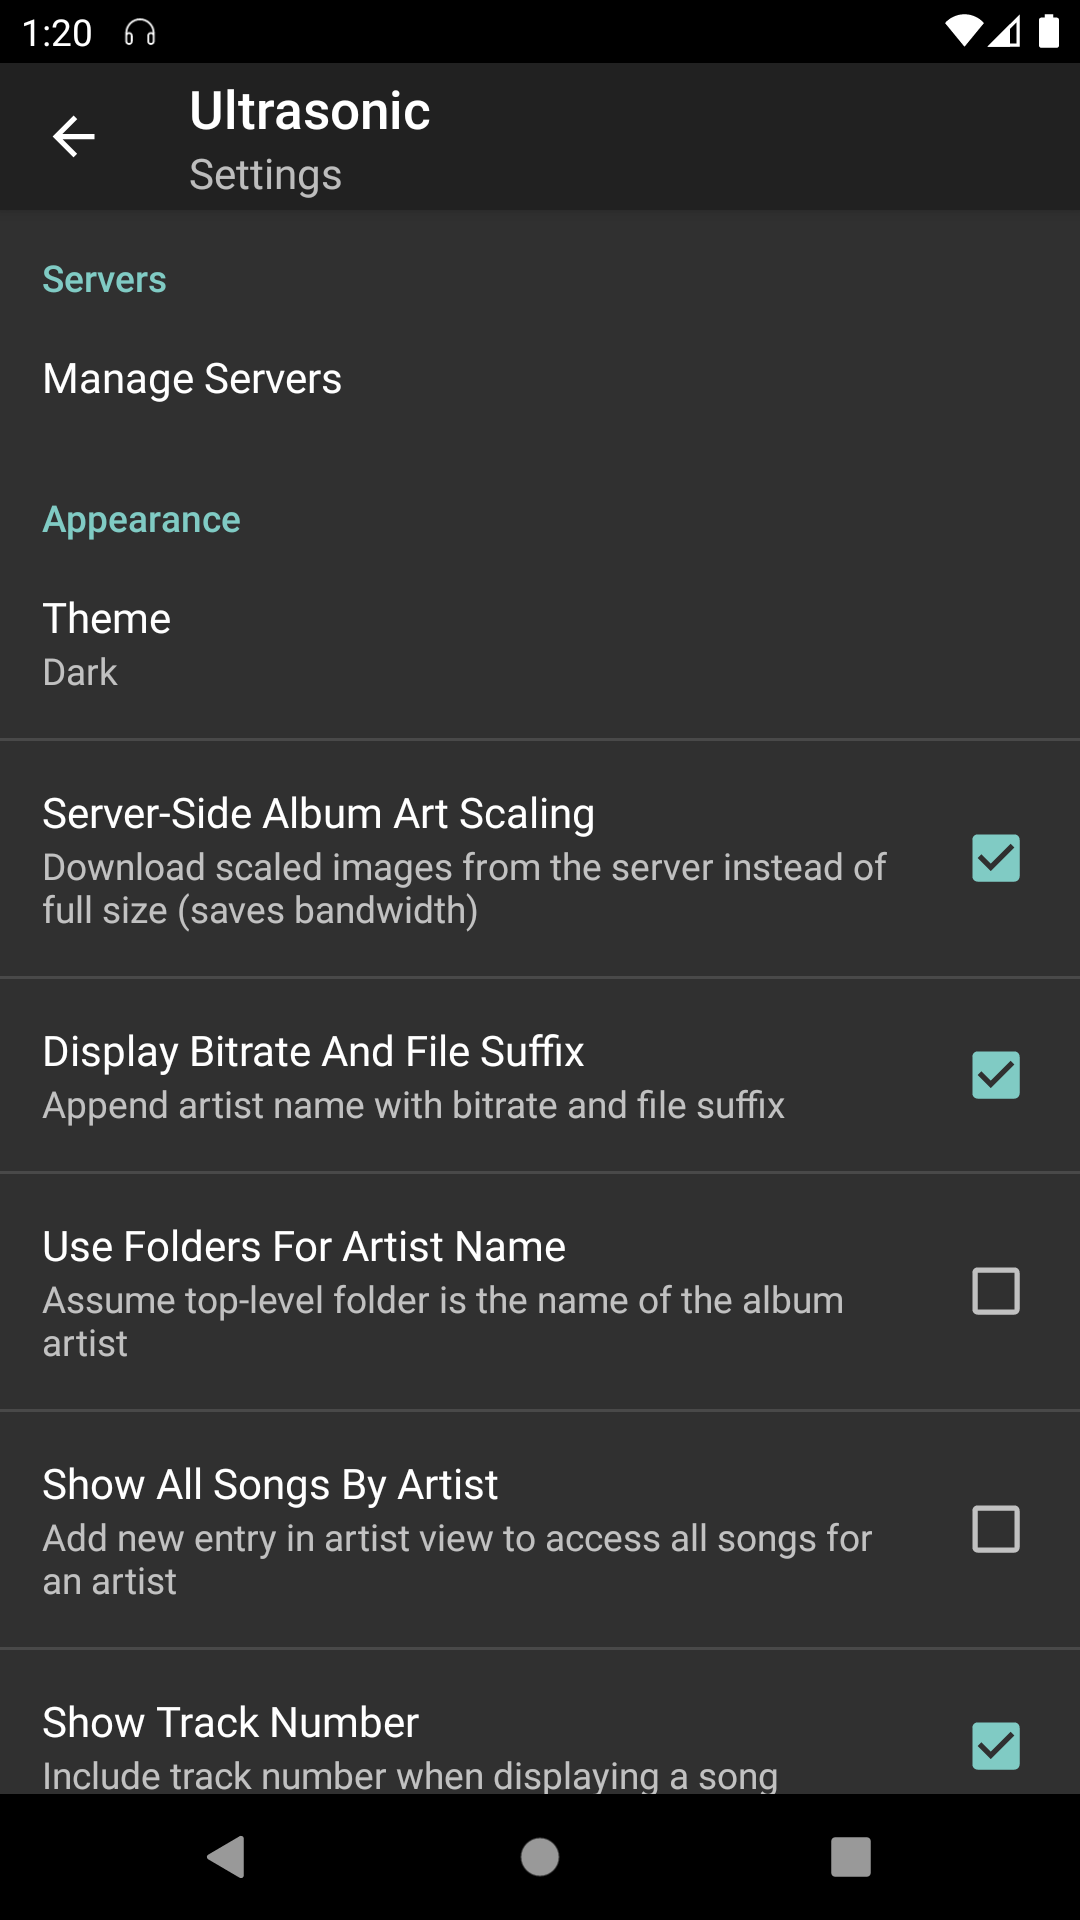 1:20
Ultrasonic
Settings
Servers
Manage Servers
Appearance
Theme
Dark
Server-Side Album Art Scaling
Download scaled images from the server instead of
full size (saves bandwidth)
Display Bitrate And File Suffix
Append artist name with bitrate and file suffix
Use Folders For Artist Name
Assume top-level folder is the name of the album
artist
Show All Songs By Artist
Add new entry in artist view to access all songs for
an artist
Show Track Number
Include track number when displaying a song